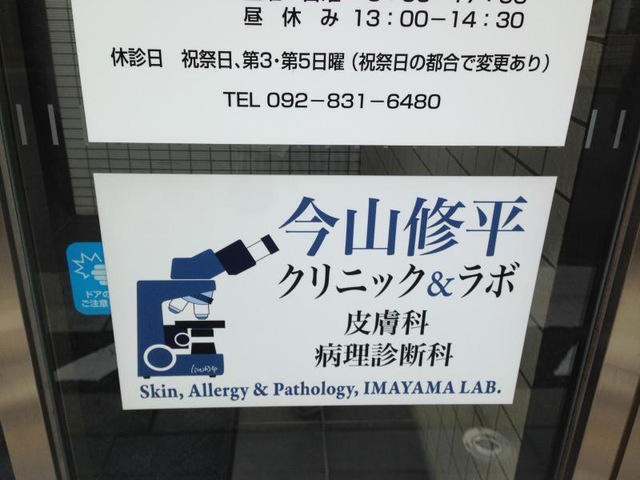 昼 休 み 13:00−14:30
休診日 祝祭日、第3・第5日曜（祝祭日の都合で変更あり）
TEL 092−831−6480
今山修平
クリニック&ラボ
皮膚科
病理診断科
Skin, Allergy & Pathology, IMAYAMA LAB.
ドアの
ご注意